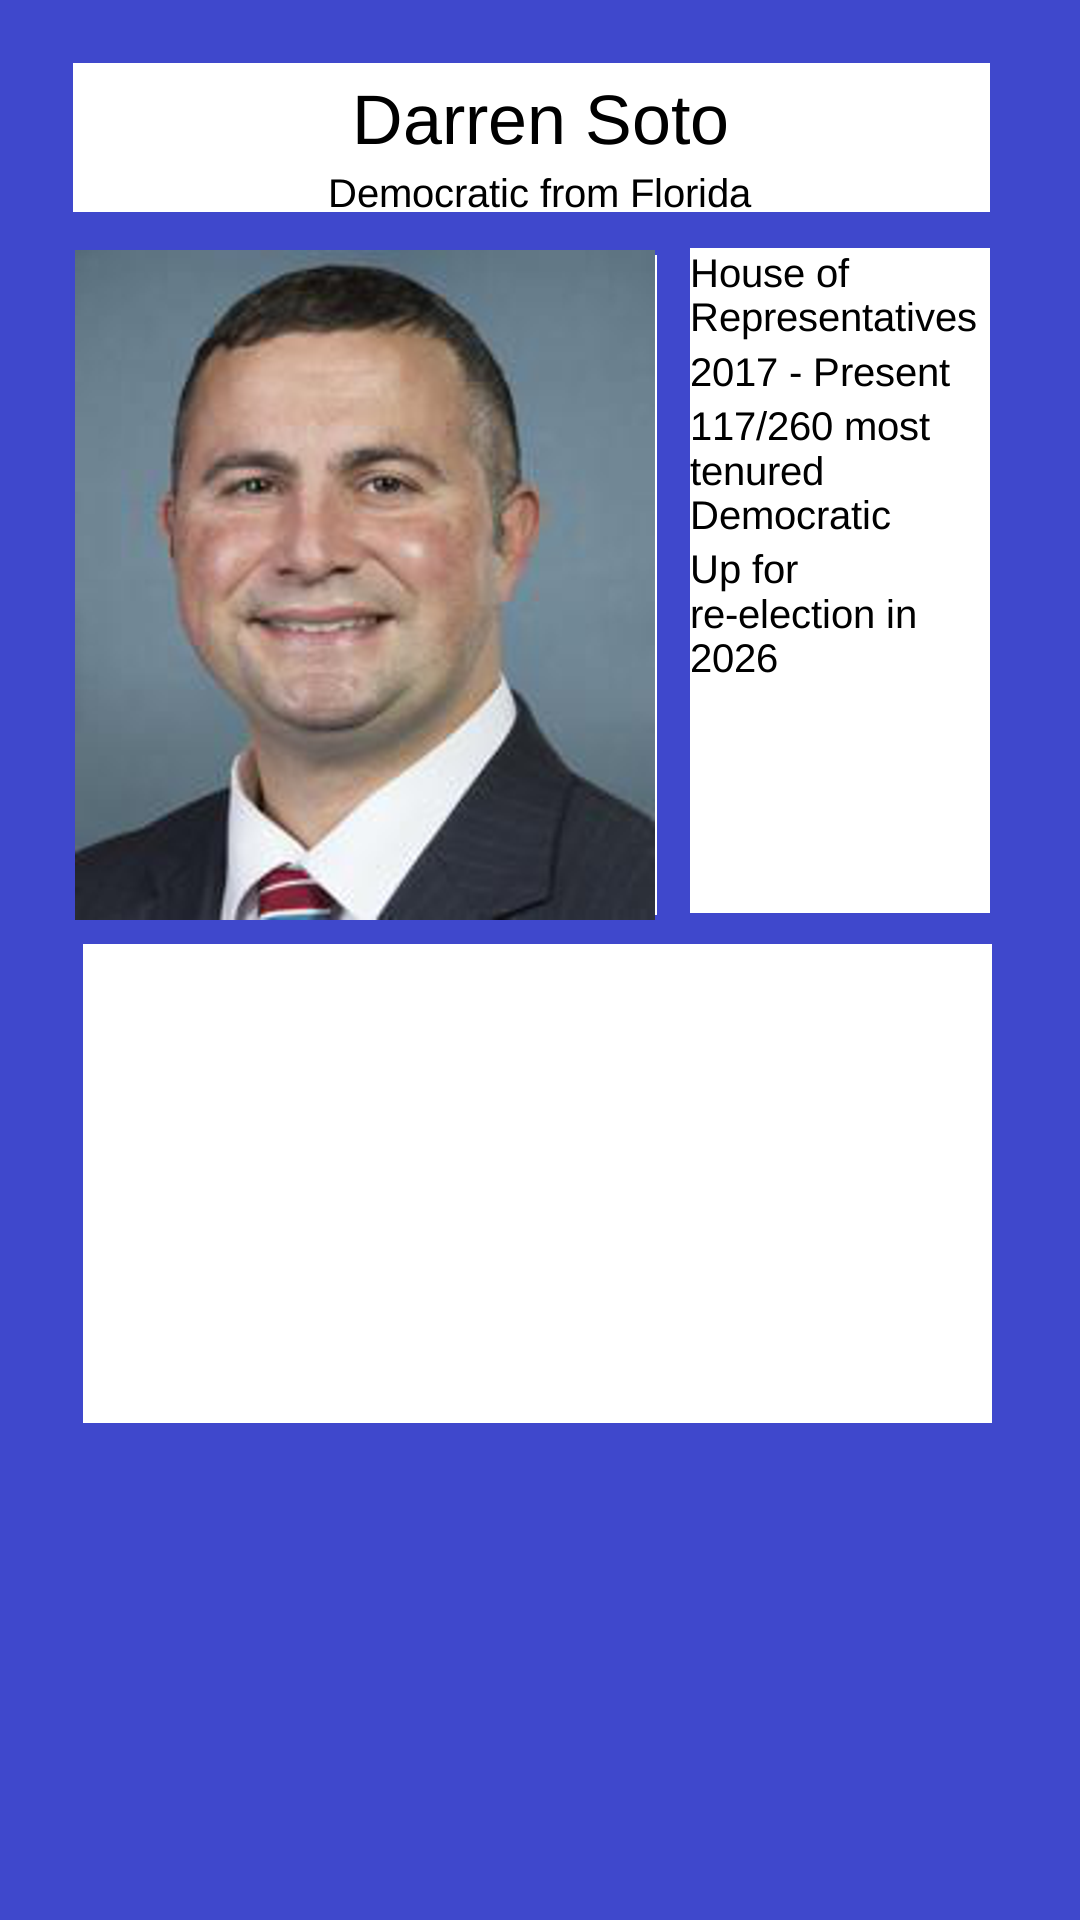 Darren Soto
Democratic from Florida
House of
Representatives
2017 - Present
117/260 most
tenured
Democratic
Up for
re-election in
2026